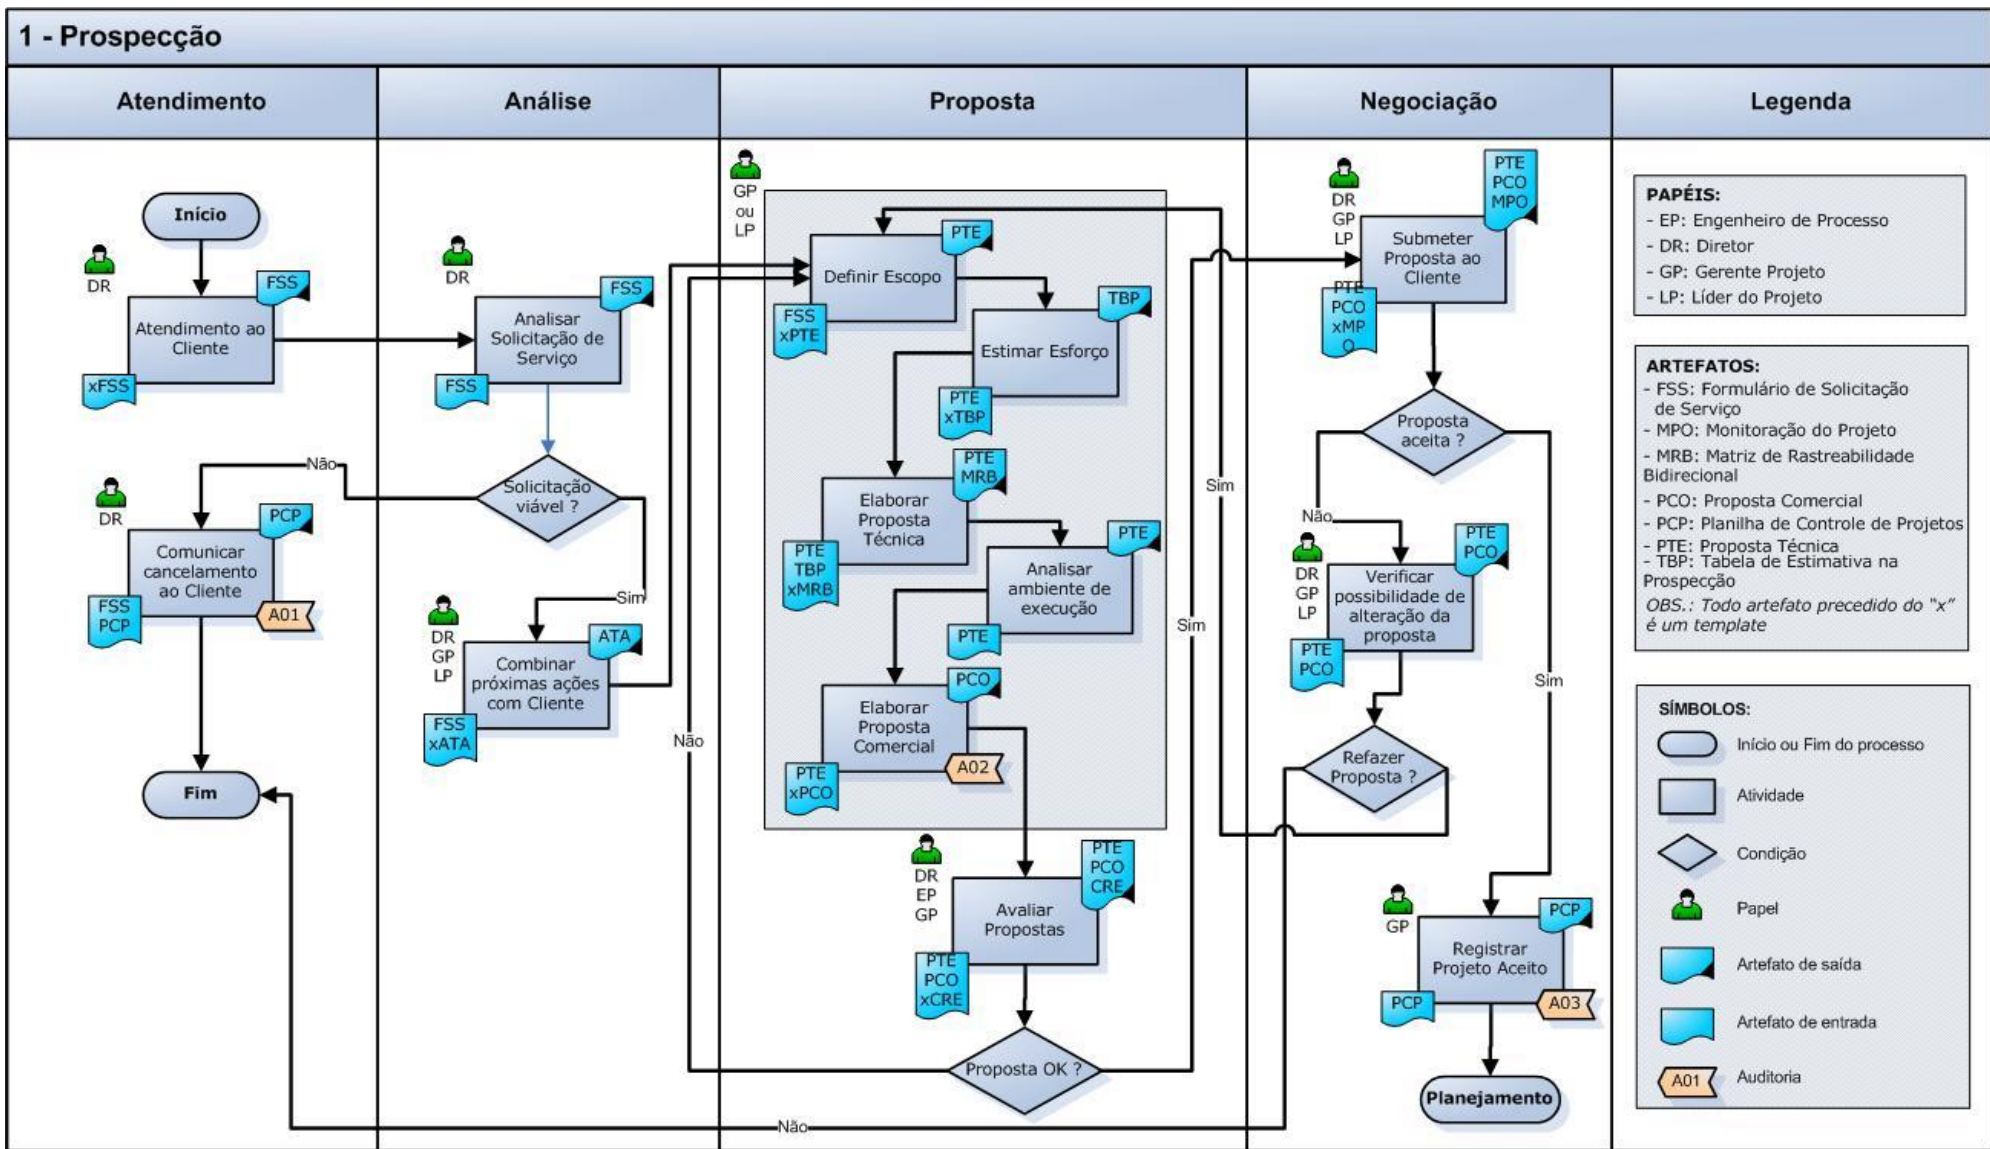 1 - Prospecção
Atendimento
Análise
Proposta
Negociação
Legenda
Início
DR
FSS
Atendimento ao
Cliente
xFSS
Não
DR
PCP
Comunicar
cancelamento
ao Cliente
FSS
PCP
A01
Fim
DR
FSS
Analisar
Solicitação de
Serviço
FSS
Solicitação
viável ?
Sim
DR
GP
LP
ATA
Combinar
próximas ações
com Cliente
FSS
xATA
Não
GP
ou
LP
PTE
Definir Escopo
FSS
xPTE
TBP
Estimar Esforço
PTE
xTBP
PTE
MRB
Elaborar
Proposta
Técnica
PTE
TBP
xMRB
PTE
Analisar
ambiente de
execução
PTE
PCO
Elaborar
Proposta
Comercial
PTE
xPCO
A02
DR
EP
GP
PTE
PCO
CRE
Avaliar
Propostas
PTE
PCO
xCRE
Proposta OK ?
Não
Sim
Sim
DR
GP
LP
PTE
PCO
MPO
Submeter
Proposta ao
Cliente
PTE
PCO
xMP
O
Proposta
aceita ?
Não
DR
GP
LP
PTE
PCO
Verificar
possibilidade de
alteração da
proposta
PTE
PCO
Sim
Refazer
Proposta ?
GP
PCP
Registrar
Projeto Aceito
PCP
A03
Planejamento
PAPÉIS:
- EP: Engenheiro de Processo
- DR: Diretor
- GP: Gerente Projeto
- LP: Líder do Projeto
ARTEFATOS:
- FSS: Formulário de Solicitação
de Serviço
- MPO: Monitoração do Projeto
- MRB: Matriz de Rastreabilidade
Bidirecional
- PCO: Proposta Comercial
- PCP: Planilha de Controle de Projetos
- PTE: Proposta Técnica
- TBP: Tabela de Estimativa na
Prospecção
OBS.: Todo artefato precedido do “x”
é um template
SÍMBOLOS:
Início ou Fim do processo
Atividade
Condição
Papel
Artefato de saída
Artefato de entrada
A01
Auditoria